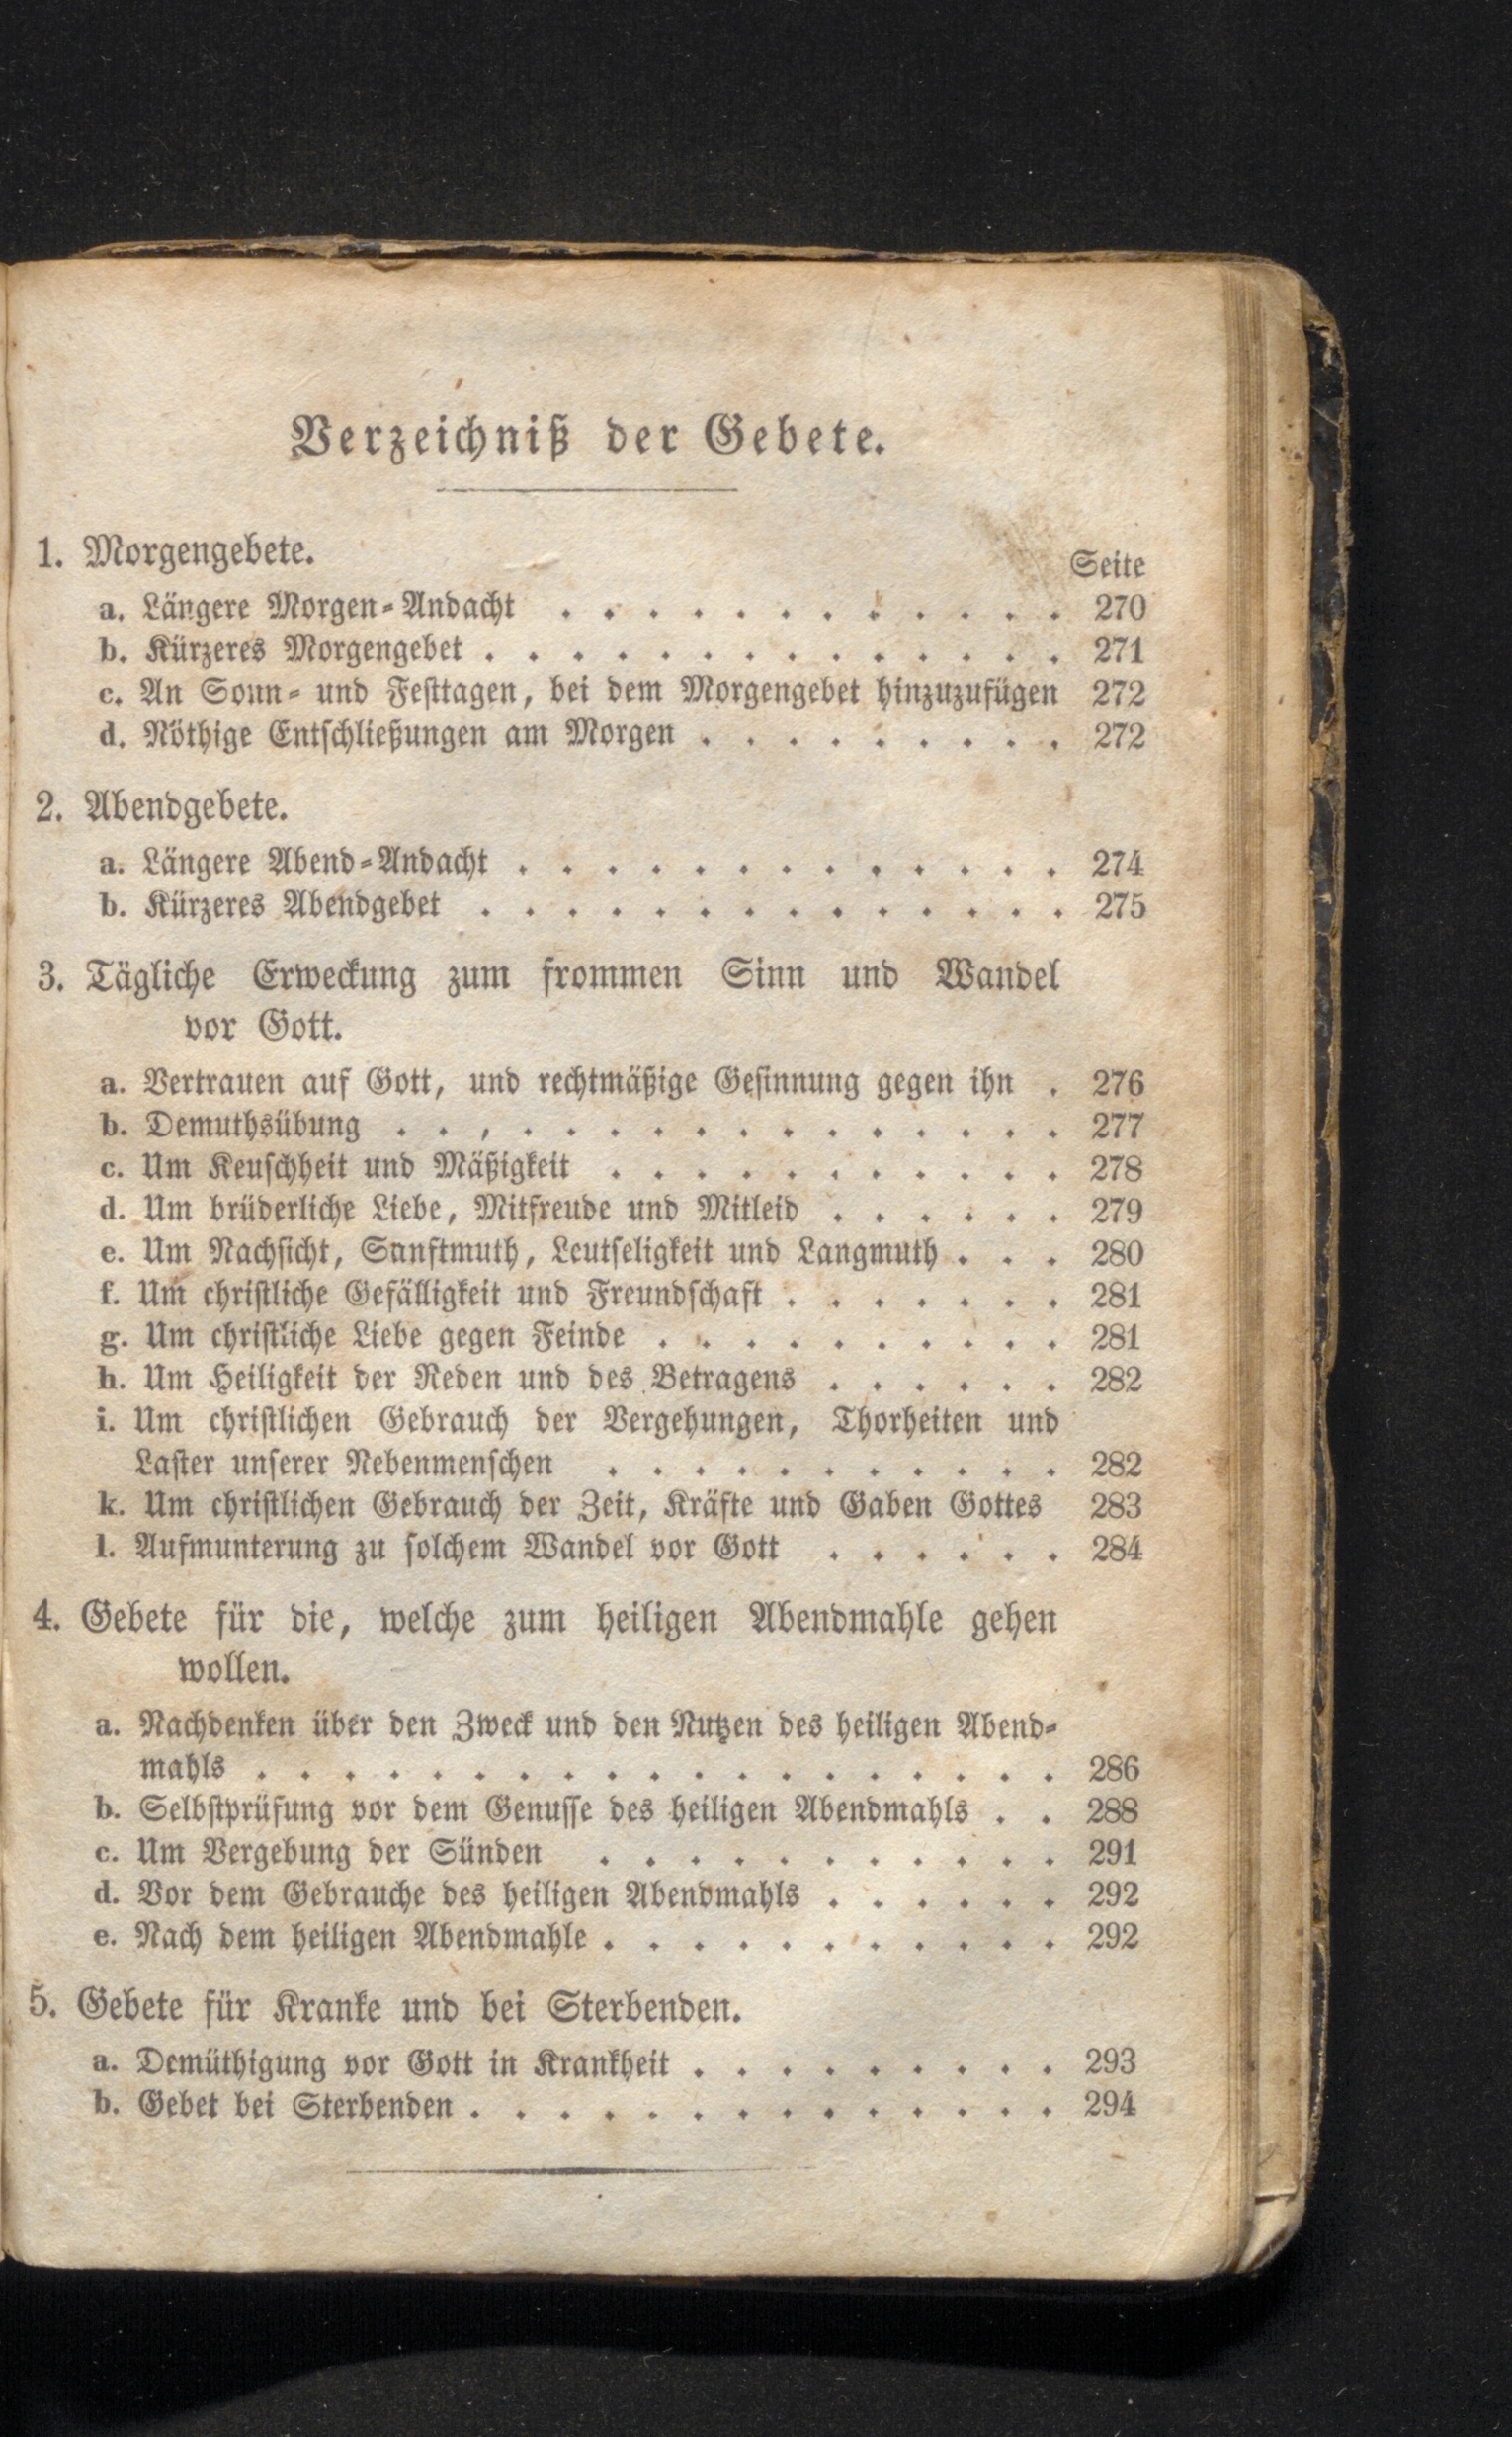 Verzeichniß der Gebete.
1. Morgengebete.
Seite
a. Längere Morgen-Andacht . . . . . . . . . . . . 270
b. Kürzeres Morgengebet . . . . . . . . . . . . . . 271
c. An Sonn- und Festtagen, bei dem Morgengebet hinzuzufügen 272
d. Nöthige Entschließungen am Morgen . . . . . . . . . 272
2. Abendgebete.
a. Längere Abend-Andacht . . . . . . . . . . . . . 274
b. Kürzeres Abendgebet . . . . . . . . . . . . . . 275
3. Tägliche Erweckung zum frommen Sinn und Wandel
vor Gott.
a. Vertrauen auf Gott, und rechtmäßige Gesinnung gegen ihn . 276
b. Demuthsübung . . , . . . . . . . . . . . . . 277
c. Um Keuschheit und Mäßigkeit . . . . . . . . . . . 278
d. Um brüderliche Liebe, Mitfreude und Mitleid . . . . . . 279
e. Um Nachsicht, Sanftmuth, Leutseligkeit und Langmuth . . . 280
f. Um christliche Gefälligkeit und Freundschaft . . . . . . . 281
g. Um christliche Liebe gegen Feinde . . . . . . . . . . 281
h. Um Heiligkeit der Reden und des Betragens . . . . . . 282
i. Um christlichen Gebrauch der Vergehungen, Thorheiten und
Laster unserer Nebenmenschen . . . . . . . . . . . 282
k. Um christlichen Gebrauch der Zeit, Kräfte und Gaben Gottes 283
l. Aufmunterung zu solchem Wandel vor Gott . . . . . . 284
4. Gebete für die, welche zum heiligen Abendmahle gehen
wollen.
a. Nachdenken über den Zweck und den Nutzen des heiligen Abend-
mahls . . . . . . . . . . . . . . . . . . . 286
b. Selbstprüfung vor dem Genusse des heiligen Abendmahls . . 288
c. Um Vergebung der Sünden . . . . . . . . . . . 291
d. Vor dem Gebrauche des heiligen Abendmahls . . . . . . 292
e. Nach dem heiligen Abendmahle . . . . . . . . . . . 292
5. Gebete für Kranke und bei Sterbenden.
a. Demüthigung vor Gott in Krankheit . . . . . . . . . 293
b. Gebet bei Sterbenden . . . . . . . . . . . . . . 294